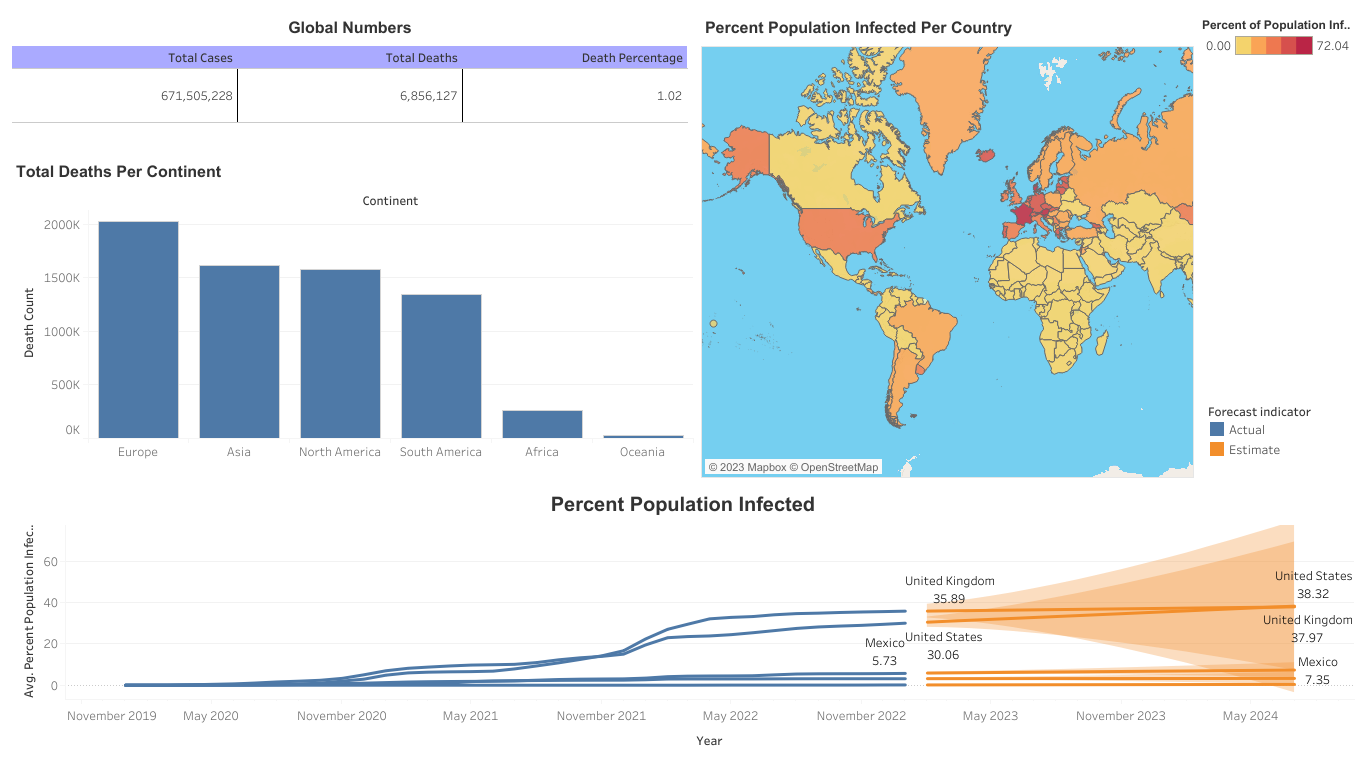 Global Numbers
Total Cases Total Deaths Death Percentage
671,505,228 6,856,127 1.02
Total Deaths Per Continent
Continent
Death Count
2000K
1500K
1000K
500K
0K
Europe Asia North America South America Africa Oceania
Percent Population Infected Per Country
© 2023 Mapbox © OpenStreetMap
Percent of Population Inf..
0.00 72.04
Forecast indicator
Actual
Estimate
Percent Population Infected
Avg. Percent Population Infec..
60
40
20
0
United Kingdom
35.89
Mexico
5.73
United States
30.06
United States
38.32
United Kingdom
37.97
Mexico
7.35
November 2019 May 2020 November 2020 May 2021 November 2021 May 2022 November 2022 May 2023 November 2023 May 2024
Year